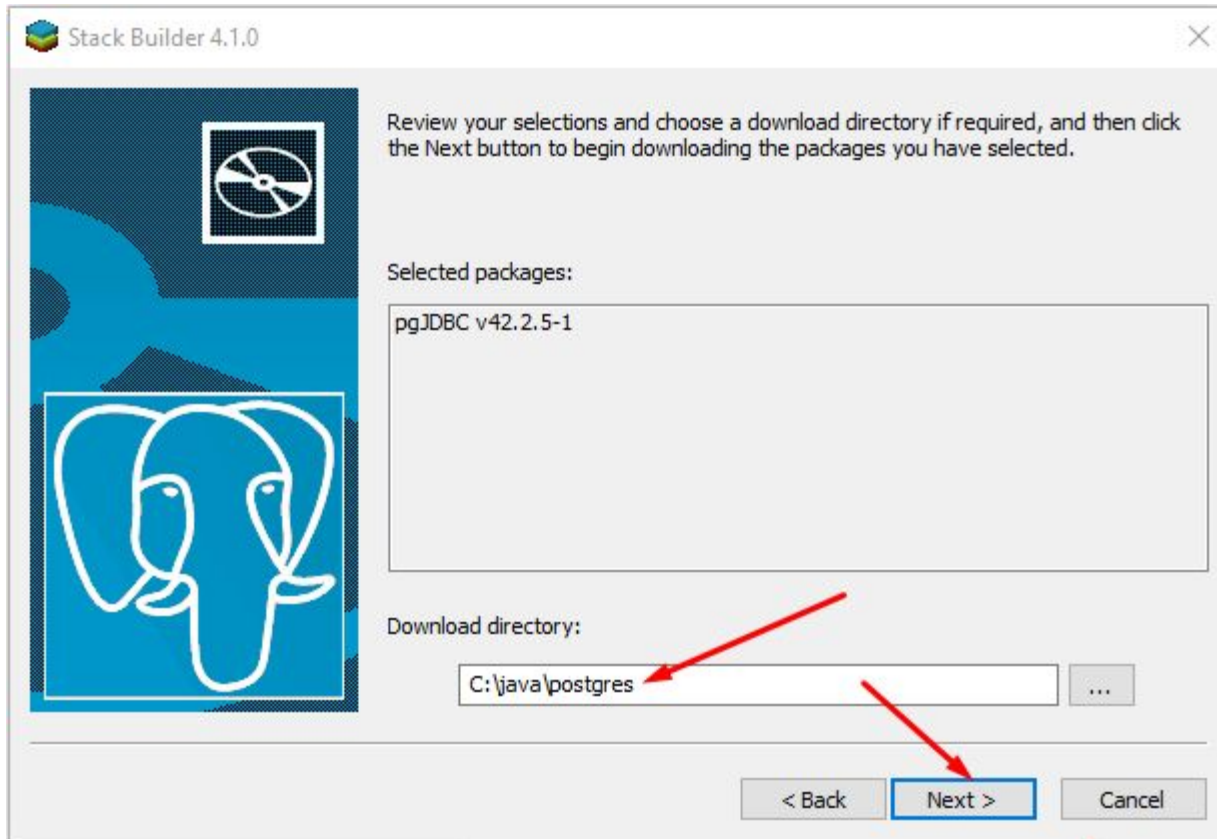 Stack Builder 4.1.0
Review your selections and choose a download directory if required, and then click
the Next button to begin downloading the packages you have selected.
Selected packages:
pgJDBC v42.2.5-1
Download directory:
C:\java\postgres
...
< Back
Next >
Cancel